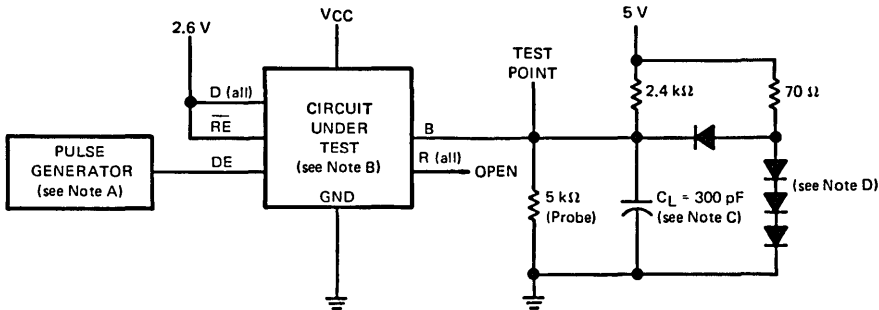 2.6 V
VCC
5 V
TEST
POINT
D (all)
RE
DE
CIRCUIT
UNDER
TEST
(see Note B)
GND
PULSE
GENERATOR
(see Note A)
B
R (all)
OPEN
2.4 kΩ
70 Ω
5 kΩ
(Probe)
CL = 300 pF
(see Note C)
(see Note D)